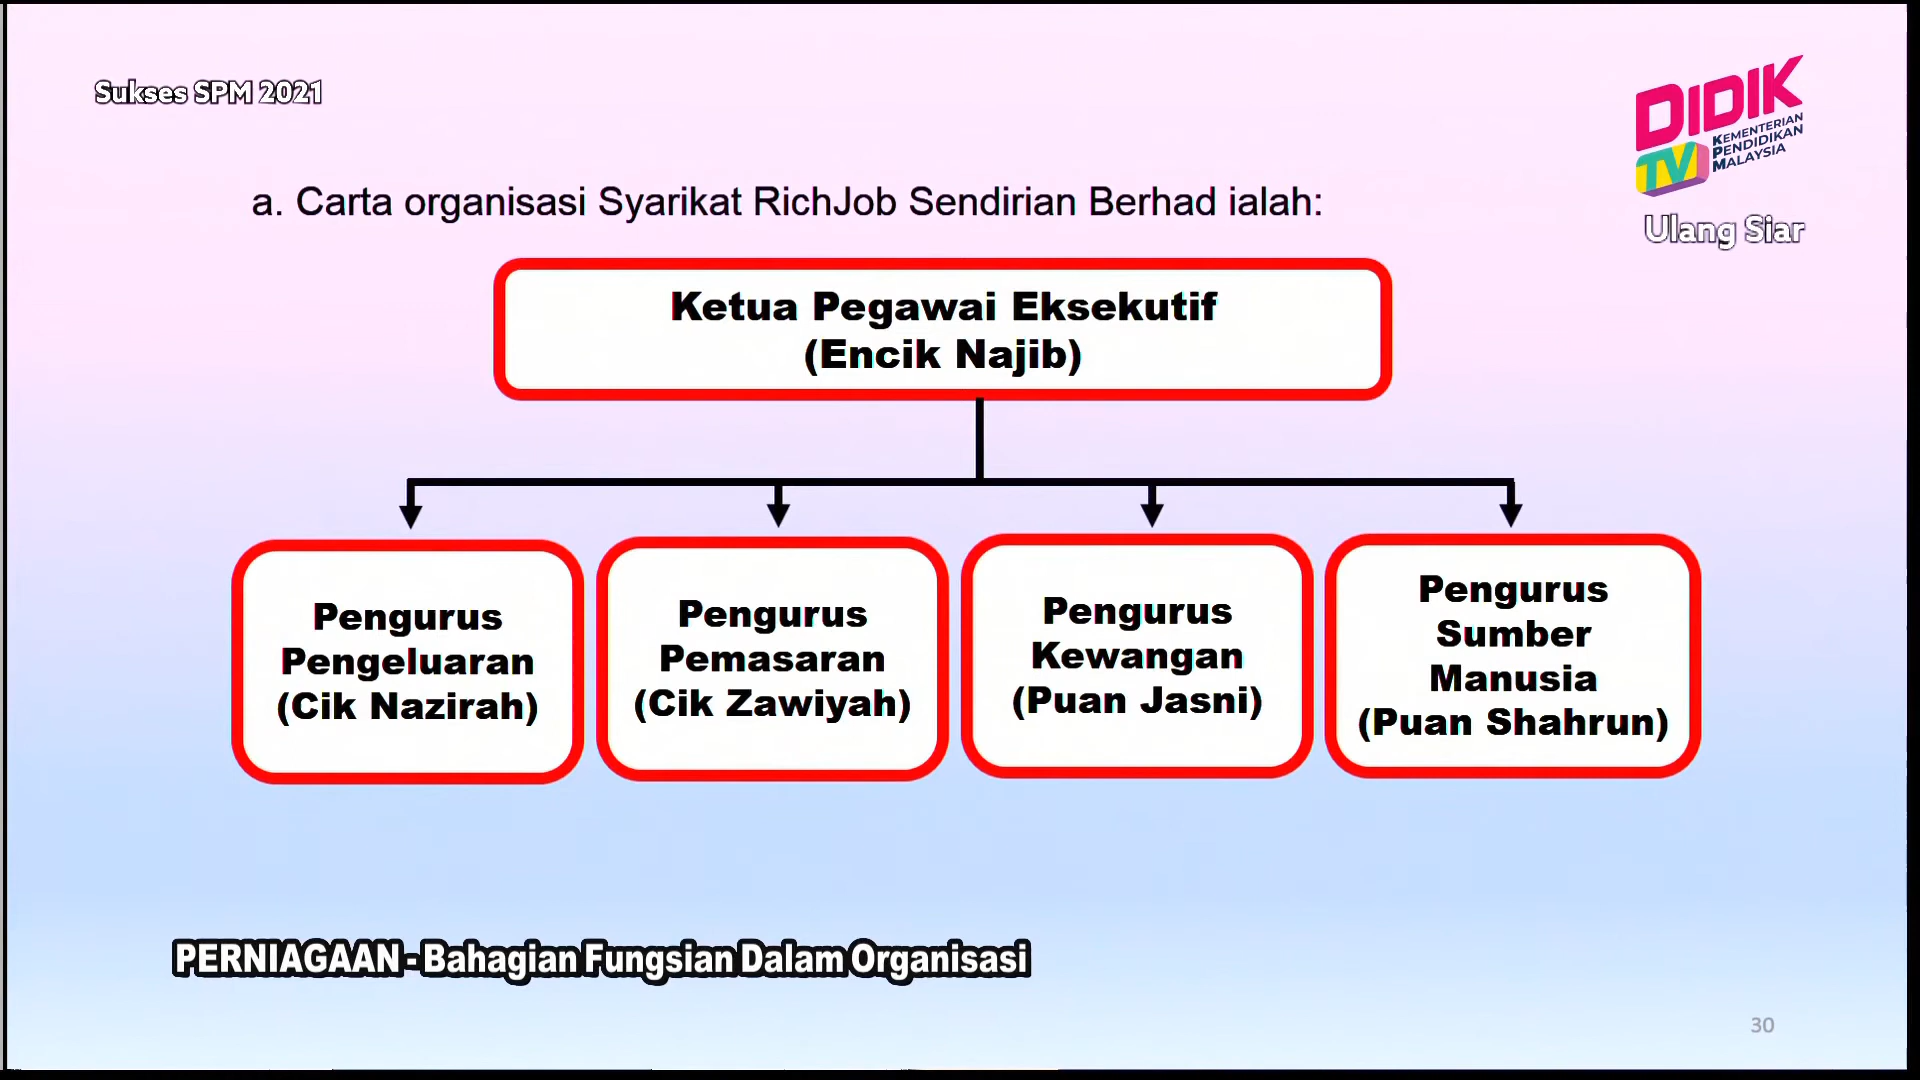 Sukses SPM 2021
DIDIK
TV
KEMENTERIAN
PENDIDIKAN
MALAYSIA
Ulang Siar
a. Carta organisasi Syarikat RichJob Sendirian Berhad ialah:
Ketua Pegawai Eksekutif
(Encik Najib)
Pengurus
Pengeluaran
(Cik Nazirah)
Pengurus
Pemasaran
(Cik Zawiyah)
Pengurus
Kewangan
(Puan Jasni)
Pengurus
Sumber
Manusia
(Puan Shahrun)
PERNIAGAAN - Bahagian Fungsian Dalam Organisasi
30